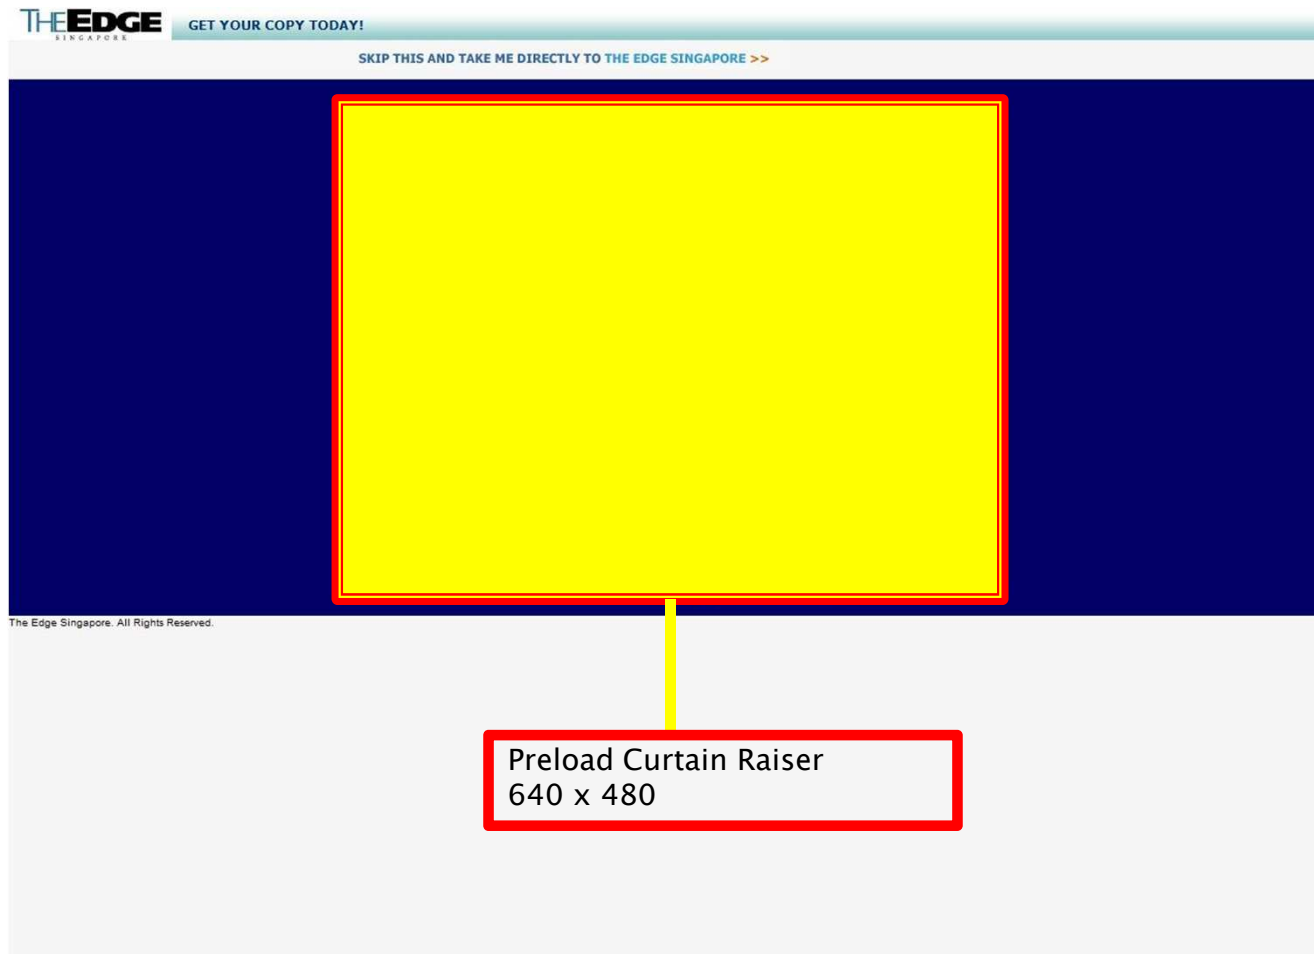 THE EDGE
SINGAPORE
GET YOUR COPY TODAY!
SKIP THIS AND TAKE ME DIRECTLY TO THE EDGE SINGAPORE >>
The Edge Singapore. All Rights Reserved.
Preload Curtain Raiser
640 x 480